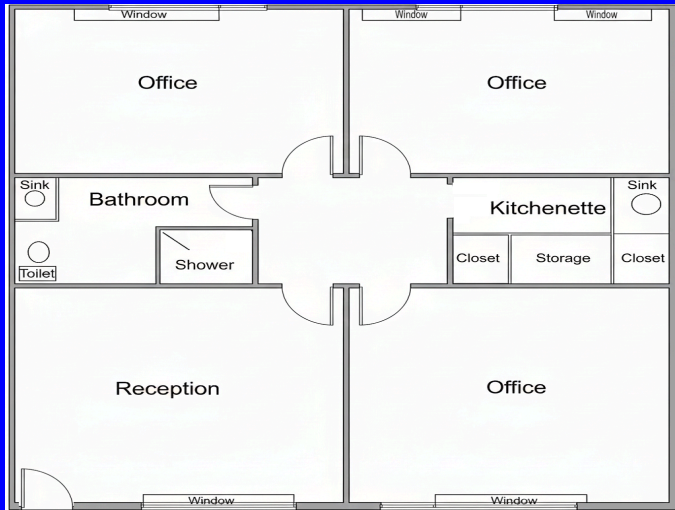 Window
Window
Window
Office
Office
Sink
Bathroom
Sink
Kitchenette
Toilet
Shower
Closet
Storage
Closet
Reception
Office
Window
Window